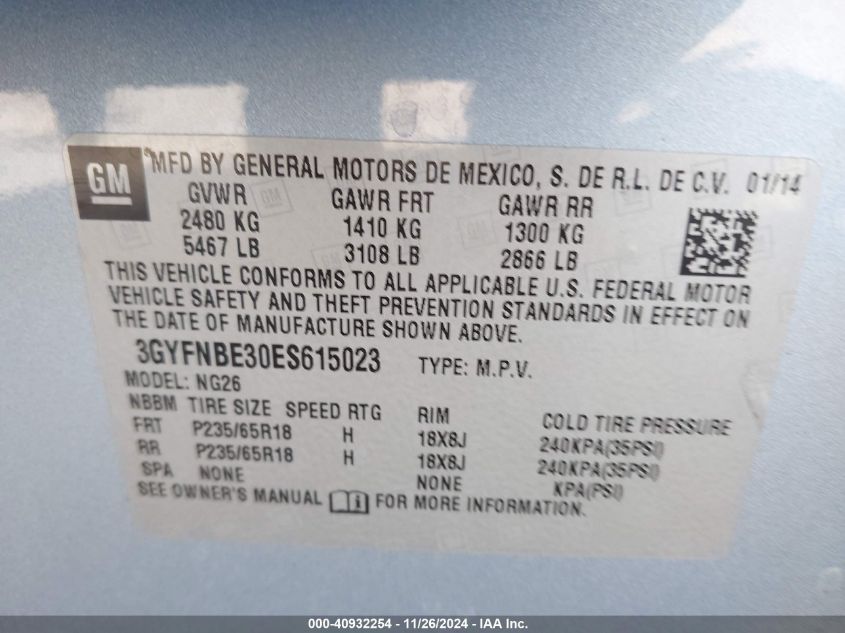 GM
MFD BY GENERAL MOTORS DE MEXICO, S. DE R.L. DE C.V. 01/14
GVWR GAWR FRT GAWR RR
2480 KG 1410 KG 1300 KG
5467 LB 3108 LB 2866 LB
THIS VEHICLE CONFORMS TO ALL APPLICABLE U.S. FEDERAL MOTOR
VEHICLE SAFETY AND THEFT PREVENTION STANDARDS IN EFFECT ON
THE DATE OF MANUFACTURE SHOWN ABOVE.
3GYFNBE30ES615023 TYPE: M.P.V.
MODEL: NG26
NBBM TIRE SIZE SPEED RTG RIM COLD TIRE PRESSURE
FRT P235/65R18 H 18X8J 240KPA(35PSI)
RR P235/65R18 H 18X8J 240KPA(35PSI)
SPA NONE NONE KPA(PSI)
SEE OWNER'S MANUAL FOR MORE INFORMATION.
000-40932254 - 11/26/2024 - IAA Inc.